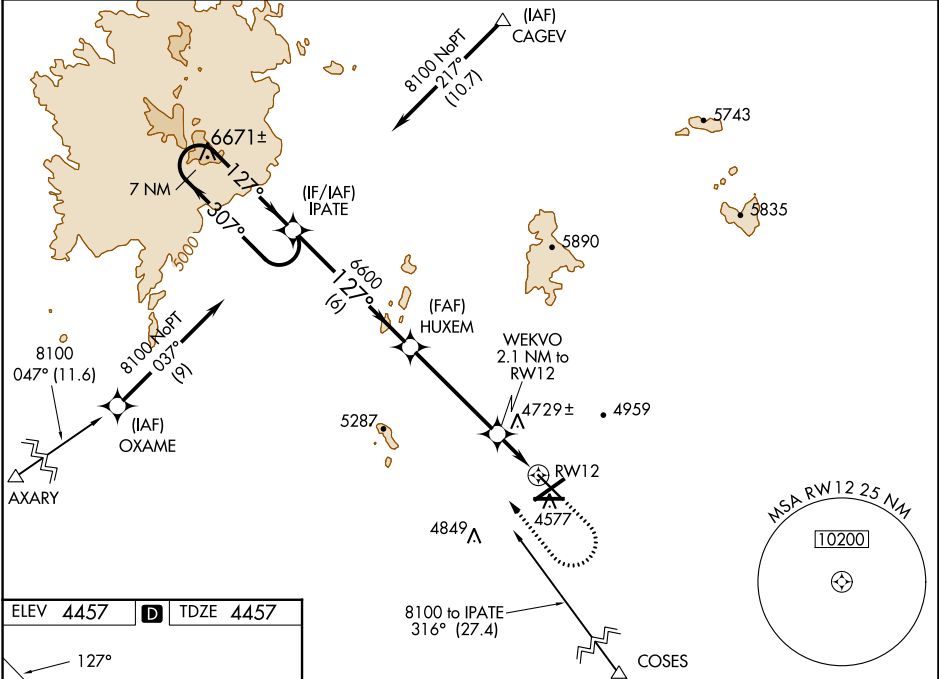 (IAF)
CAGEV
8100 NoPT
217°
(10.7)
5743
6671±
7 NM
127°
307°
(IF/IAF)
IPATE
5835
5890
5000
6600
127°
(6)
(FAF)
HUXEM
WEKVO
2.1 NM to
RW12
8100 NoPT
037°
(9)
8100
047° (11.6)
(IAF)
OXAME
5287
4729±
4959
AXARY
RW12
4577
4849
MSA RW12 25 NM
10200
8100 to IPATE
316° (27.4)
COSES
ELEV 4457 D TDZE 4457
127°